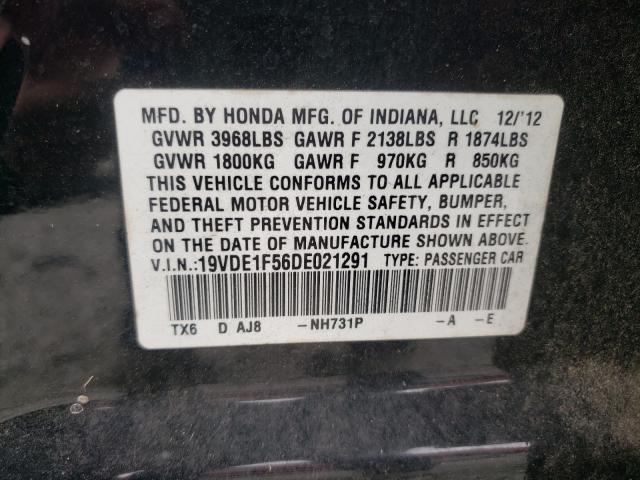 MFD. BY HONDA MFG. OF INDIANA, LLC 12/'12
GVWR 3968LBS GAWR F 2138LBS R 1874LBS
GVWR 1800KG GAWR F 970KG R 850KG
THIS VEHICLE CONFORMS TO ALL APPLICABLE
FEDERAL MOTOR VEHICLE SAFETY, BUMPER,
AND THEFT PREVENTION STANDARDS IN EFFECT
ON THE DATE OF MANUFACTURE SHOWN ABOVE.
V.I.N.:19VDE1F56DE021291 TYPE: PASSENGER CAR
TX6 D AJ8 -NH731P -A -E